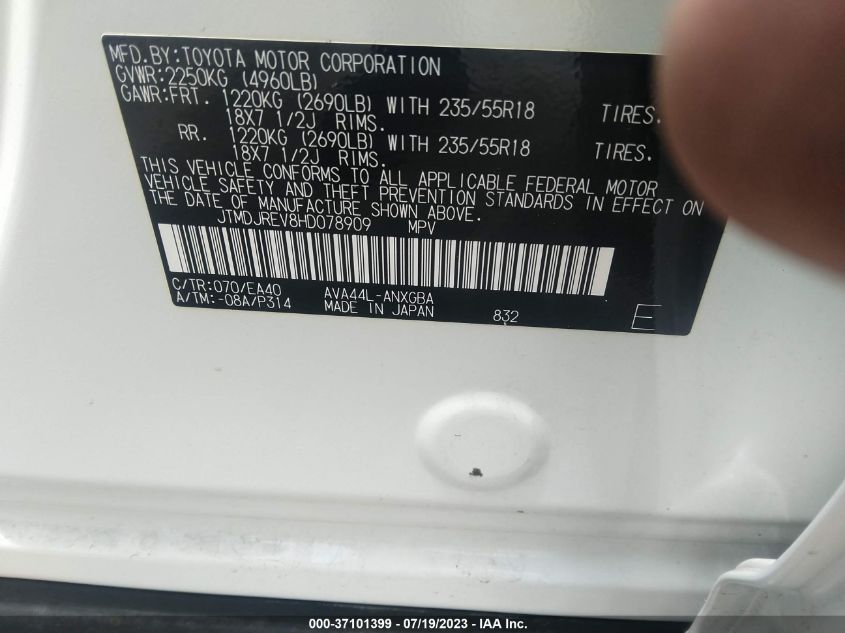 MFD.BY:TOYOTA MOTOR CORPORATION
GVWR:2250KG (4960LB)
GAWR:FRT. 1220KG (2690LB) WITH 235/55R18 TIRES.
18X7 1/2J RIMS.
RR. 1220KG (2690LB) WITH 235/55R18 TIRES.
18X7 1/2J RIMS.
THIS VEHICLE CONFORMS TO ALL APPLICABLE FEDERAL MOTOR
VEHICLE SAFETY AND THEFT PREVENTION STANDARDS IN EFFECT ON
THE DATE OF MANUFACTURE SHOWN ABOVE.
JTMDJREV8HD078909 MPV
C/TR:070/EA40 AVA44L-ANXGBA
A/TM:-08A/P314 MADE IN JAPAN 832 E
000-37101399 - 07/19/2023 - IAA Inc.